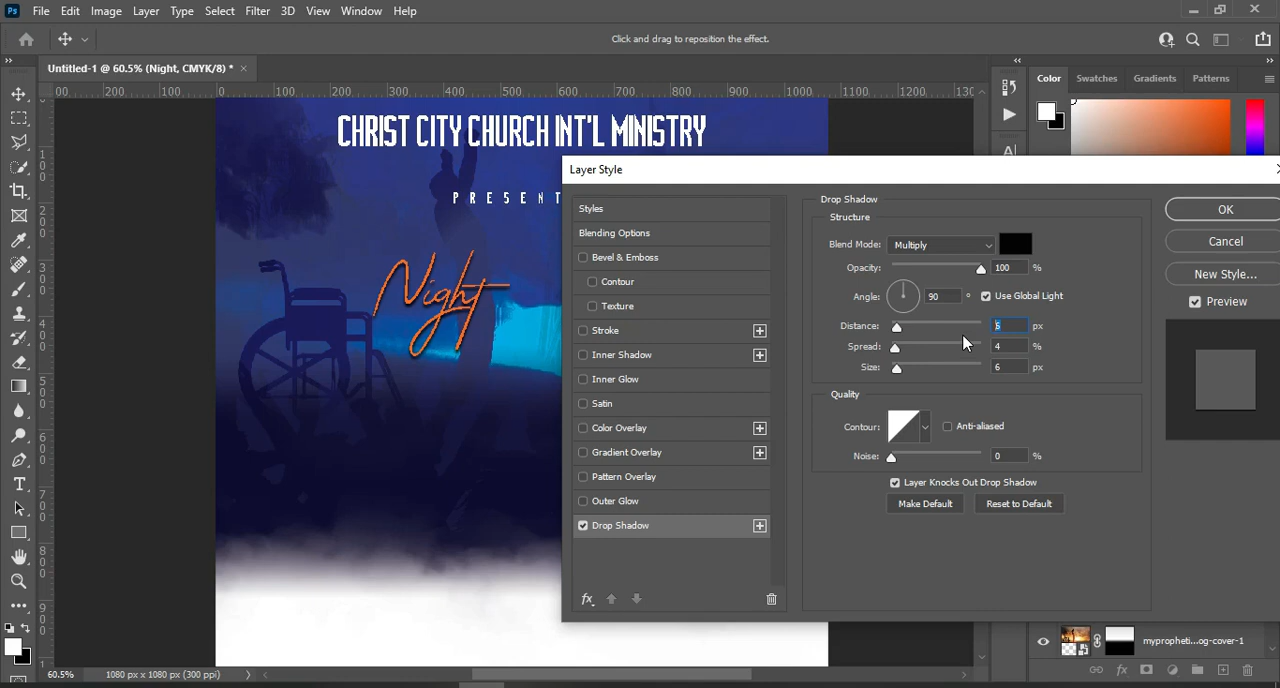 Ps File Edit Image Layer Type Select Filter 3D View Window Help
Click and drag to reposition the effect.
Untitled-1 @ 60.5% (Night, CMYK/8) * ×
Color Swatches Gradients Patterns
00 200 100 0 100 200 300 400 500 600 700 800 900 1000 1100 1200 130
CHRIST CITY CHURCH INT'L MINISTRY
PRESENT
Night
Layer Style
Styles
Blending Options
Bevel & Emboss
Contour
Texture
Stroke
Inner Shadow
Inner Glow
Satin
Color Overlay
Gradient Overlay
Pattern Overlay
Outer Glow
Drop Shadow
fx
Drop Shadow
Structure
Blend Mode: Multiply
Opacity: 100 %
Angle: 90 ° Use Global Light
Distance: px
Spread: 4 %
Size: 6 px
Quality
Contour: Anti-aliased
Noise: 0 %
Layer Knocks Out Drop Shadow
Make Default Reset to Default
OK
Cancel
New Style...
Preview
myropheti...og-cover-1
60.5% 1080 px x 1080 px (300 ppi)